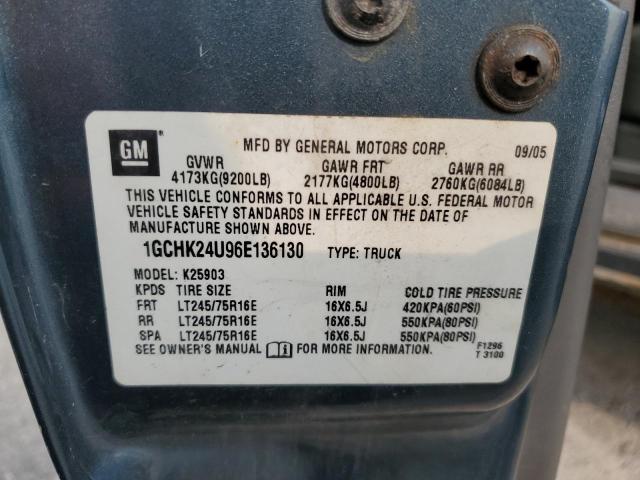 GM
MFD BY GENERAL MOTORS CORP. 09/05
GVWR GAWR FRT GAWR RR
4173KG(9200LB) 2177KG(4800LB) 2760KG(6084LB)
THIS VEHICLE CONFORMS TO ALL APPLICABLE U.S. FEDERAL MOTOR
VEHICLE SAFETY STANDARDS IN EFFECT ON THE DATE OF
MANUFACTURE SHOWN ABOVE.
1GCHK24U96E136130 TYPE: TRUCK
MODEL: K25903
KPDS TIRE SIZE RIM COLD TIRE PRESSURE
FRT LT245/75R16E 16X6.5J 420KPA(60PSI)
RR LT245/75R16E 16X6.5J 550KPA(80PSI)
SPA LT245/75R16E 16X6.5J 550KPA(80PSI)
SEE OWNER'S MANUAL FOR MORE INFORMATION. F1296
T 3100